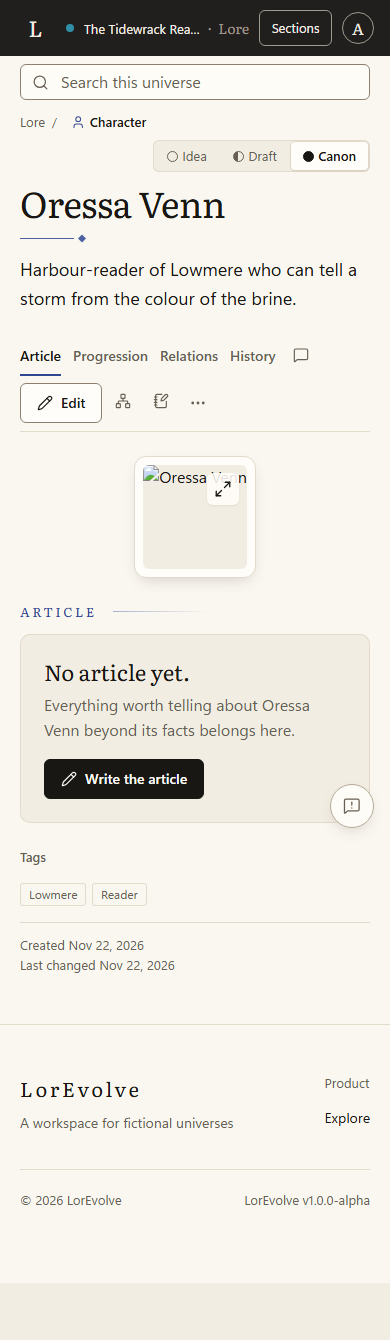 L The Tidewrack Rea... · Lore Sections A
Search this universe
Lore / Character
Idea Draft Canon
Oressa Venn
Harbour-reader of Lowmere who can tell a
storm from the colour of the brine.
Article Progression Relations History
Edit
Oressa Venn
ARTICLE
No article yet.
Everything worth telling about Oressa
Venn beyond its facts belongs here.
Write the article
Tags
Lowmere Reader
Created Nov 22, 2026
Last changed Nov 22, 2026
LorEvolve
Product
A workspace for fictional universes
Explore
© 2026 LorEvolve LorEvolve v1.0.0-alpha